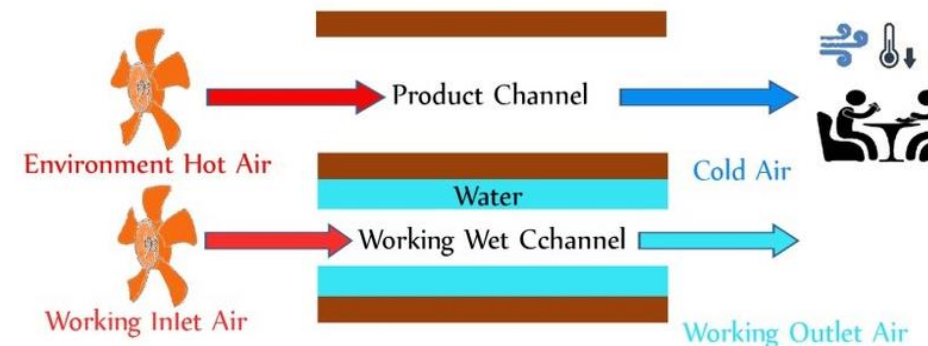 Product Channel
Environment Hot Air
Cold Air
Water
Working Wet Cchannel
Working Inlet Air
Working Outlet Air